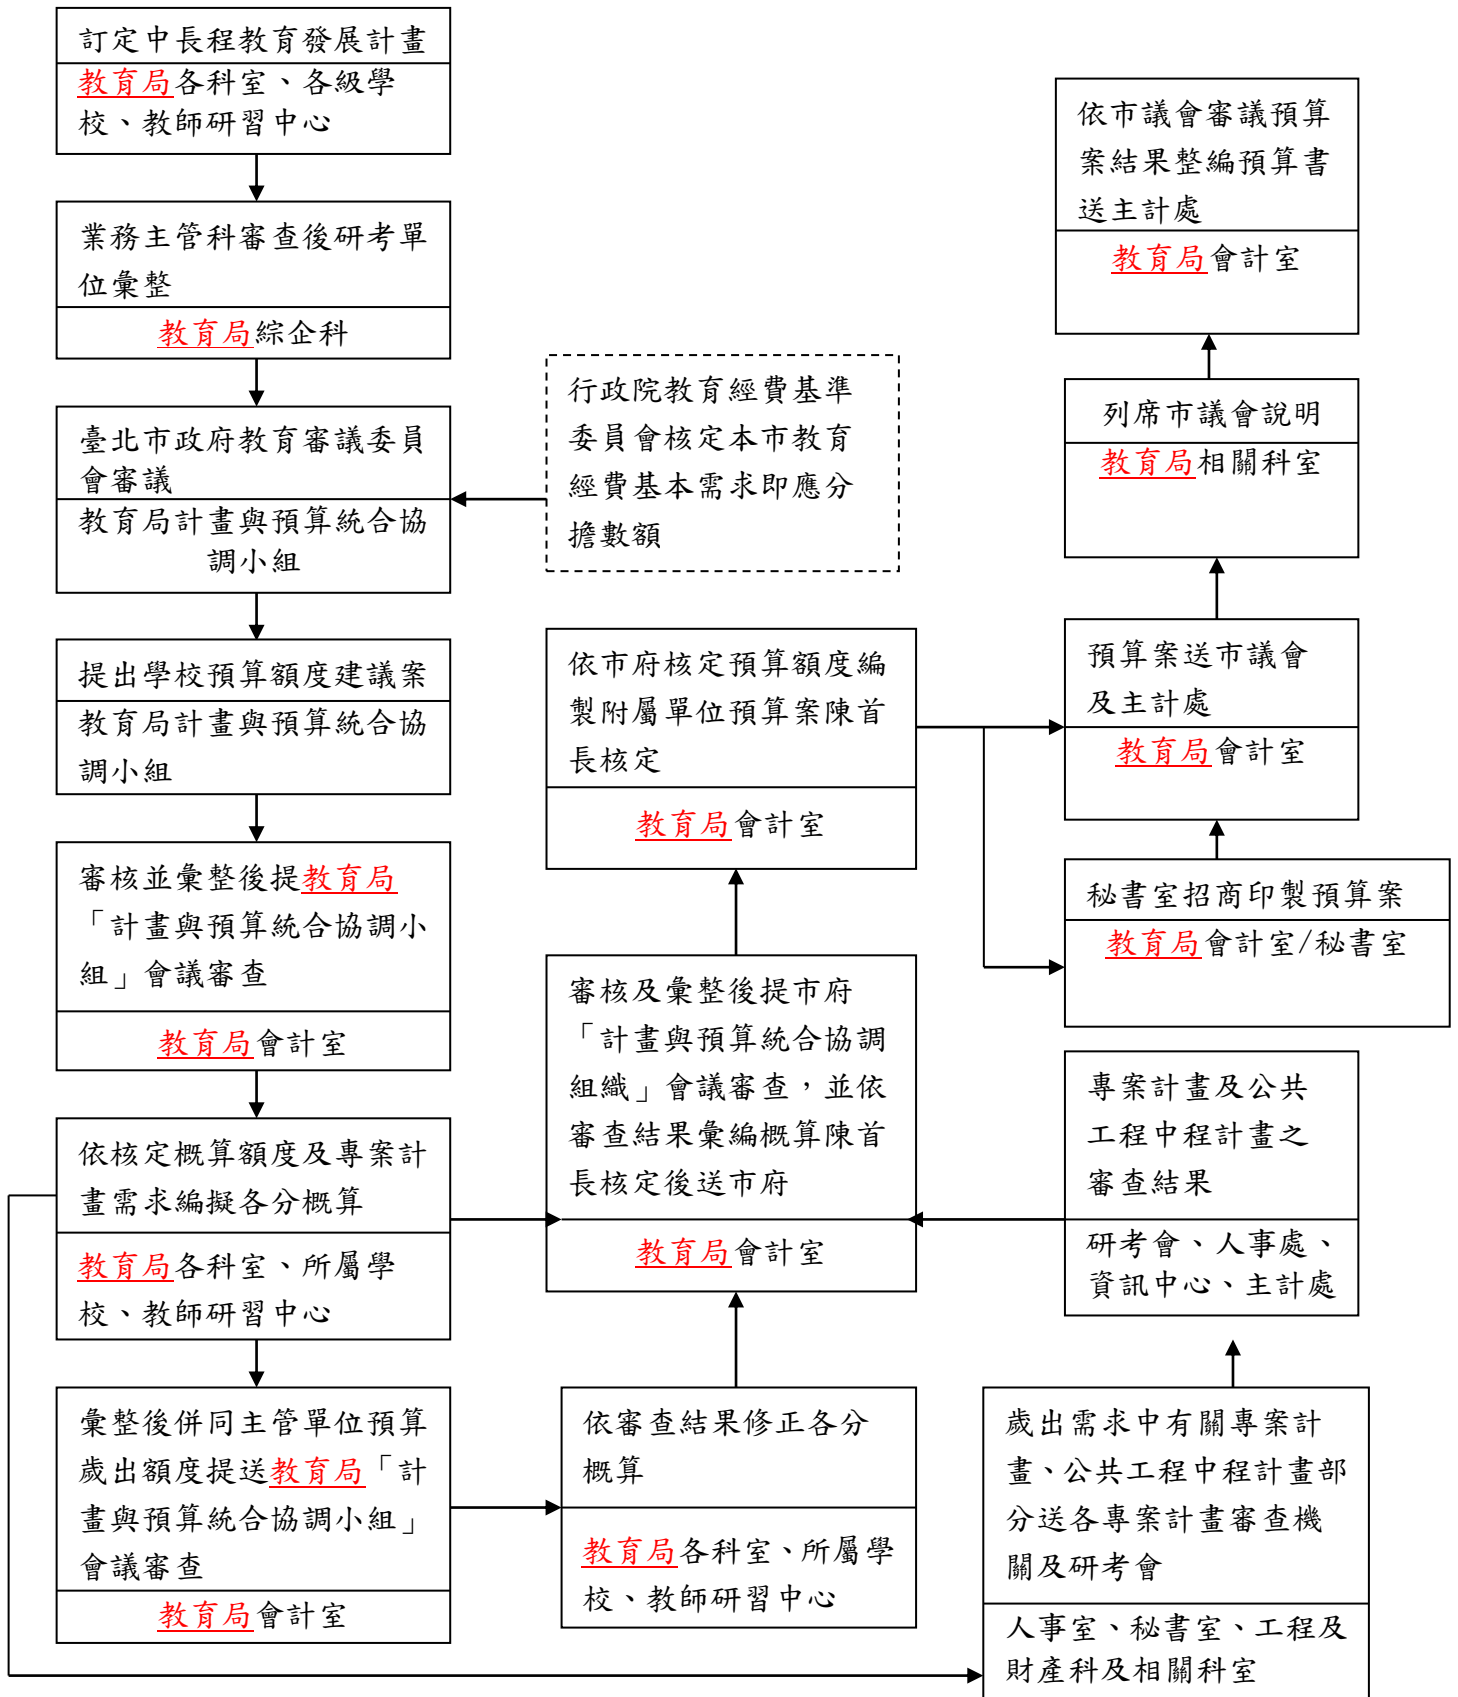 訂定中長程教育發展計畫
教育局各科室、各級學
校、教師研習中心
業務主管科審查後研考單
位彙整
教育局綜企科
臺北市政府教育審議委員
會審議
教育局計畫與預算統合協
調小組
提出學校預算額度建議案
教育局計畫與預算統合協
調小組
審核並彙整後提教育局
「計畫與預算統合協調小
組」會議審查
教育局會計室
依核定概算額度及專案計
畫需求編擬各分概算
教育局各科室、所屬學
校、教師研習中心
彙整後併同主管單位預算
歲出額度提送教育局「計
畫與預算統合協調小組」
會議審查
教育局會計室
行政院教育經費基準
委員會核定本市教育
經費基本需求即應分
擔數額
依市府核定預算額度編
製附屬單位預算案陳首
長核定
教育局會計室
審核及彙整後提市府
「計畫與預算統合協調
組織」會議審查，並依
審查結果彙編概算陳首
長核定後送市府
教育局會計室
依審查結果修正各分
概算
教育局各科室、所屬學
校、教師研習中心
依市議會審議預算
案結果整編預算書
送主計處
教育局會計室
列席市議會說明
教育局相關科室
預算案送市議會
及主計處
教育局會計室
秘書室招商印製預算案
教育局會計室/秘書室
專案計畫及公共
工程中程計畫之
審查結果
研考會、人事處、
資訊中心、主計處
歲出需求中有關專案計
畫、公共工程中程計畫部
分送各專案計畫審查機
關及研考會
人事室、秘書室、工程及
財產科及相關科室